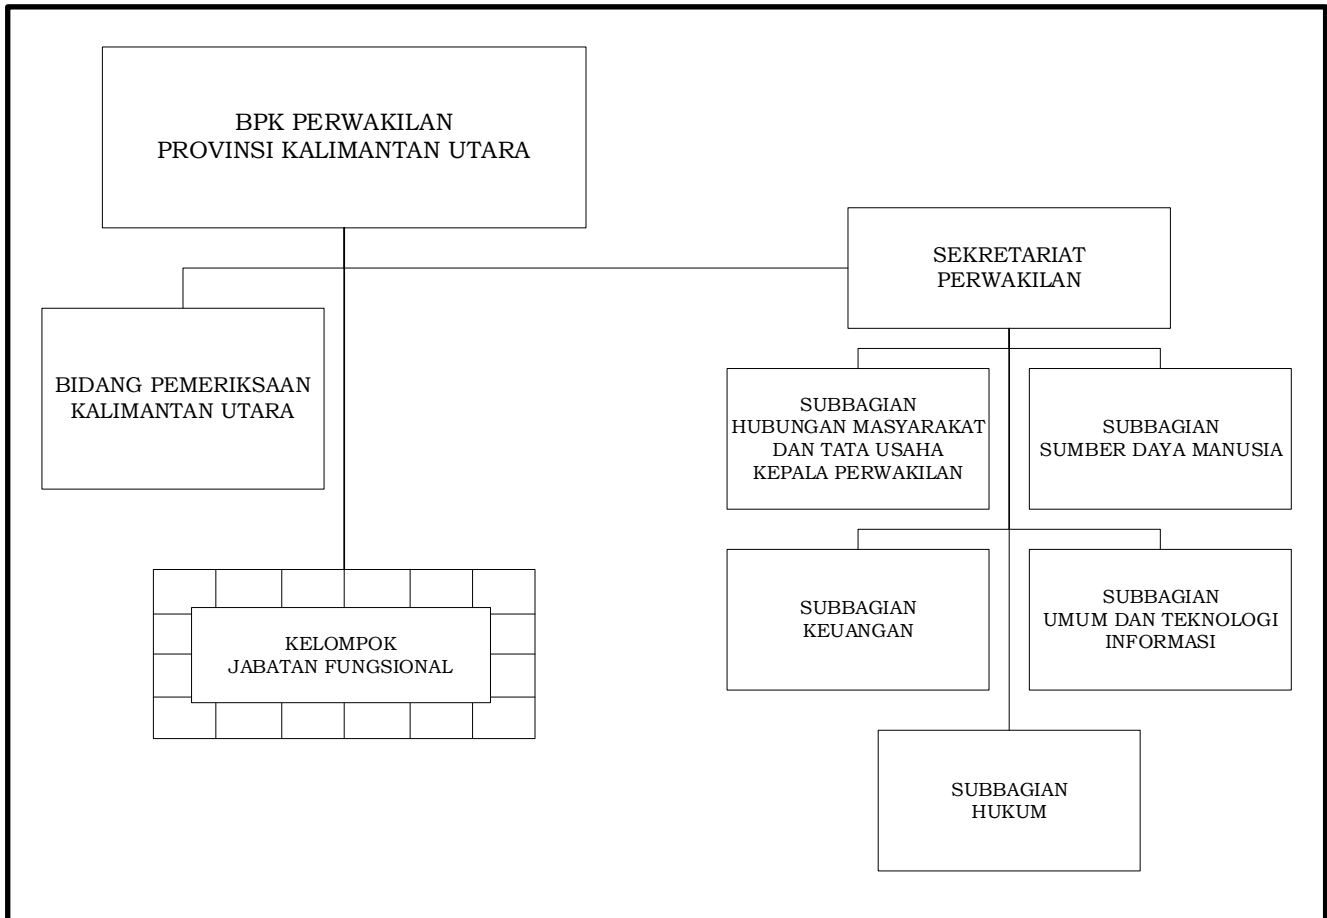 BPK PERWAKILAN
PROVINSI KALIMANTAN UTARA
SEKRETARIAT
PERWAKILAN
BIDANG PEMERIKSAAN
KALIMANTAN UTARA
SUBBAGIAN
HUBUNGAN MASYARAKAT
DAN TATA USAHA
KEPALA PERWAKILAN
SUBBAGIAN
SUMBER DAYA MANUSIA
SUBBAGIAN
KEUANGAN
SUBBAGIAN
UMUM DAN TEKNOLOGI
INFORMASI
KELOMPOK
JABATAN FUNGSIONAL
SUBBAGIAN
HUKUM